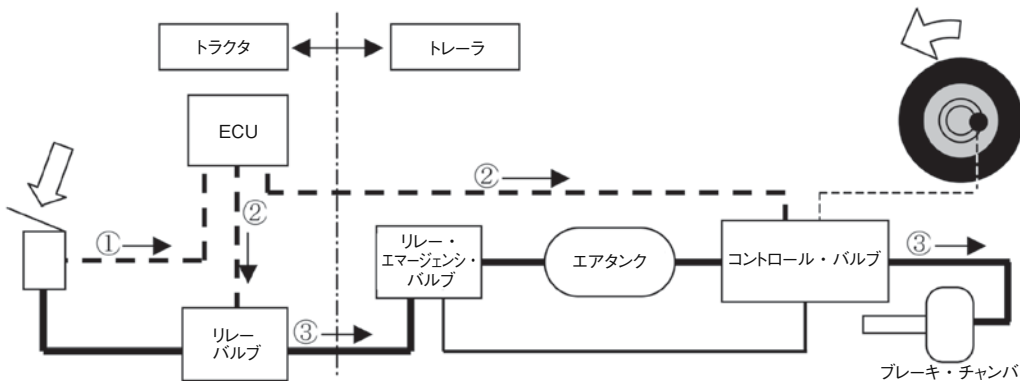 トラクタ
トレーラ
ECU
②
②
①
リレー・
エマージェンシ・
バルブ
エアタンク
コントロール・バルブ
③
リレー
バルブ
③
ブレーキ・チャンバ